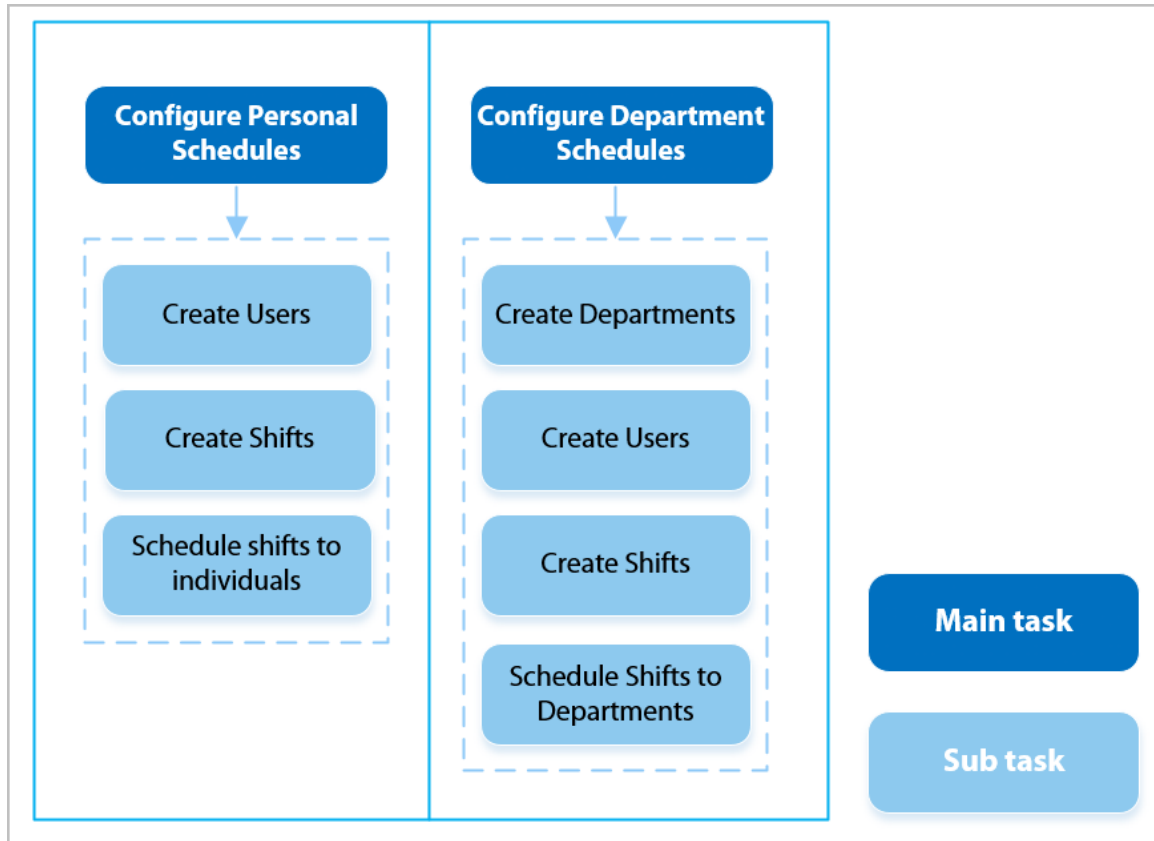 Configure Personal
Schedules
Create Users
Create Shifts
Schedule shifts to
individuals
Configure Department
Schedules
Create Departments
Create Users
Create Shifts
Schedule Shifts to
Departments
Main task
Sub task